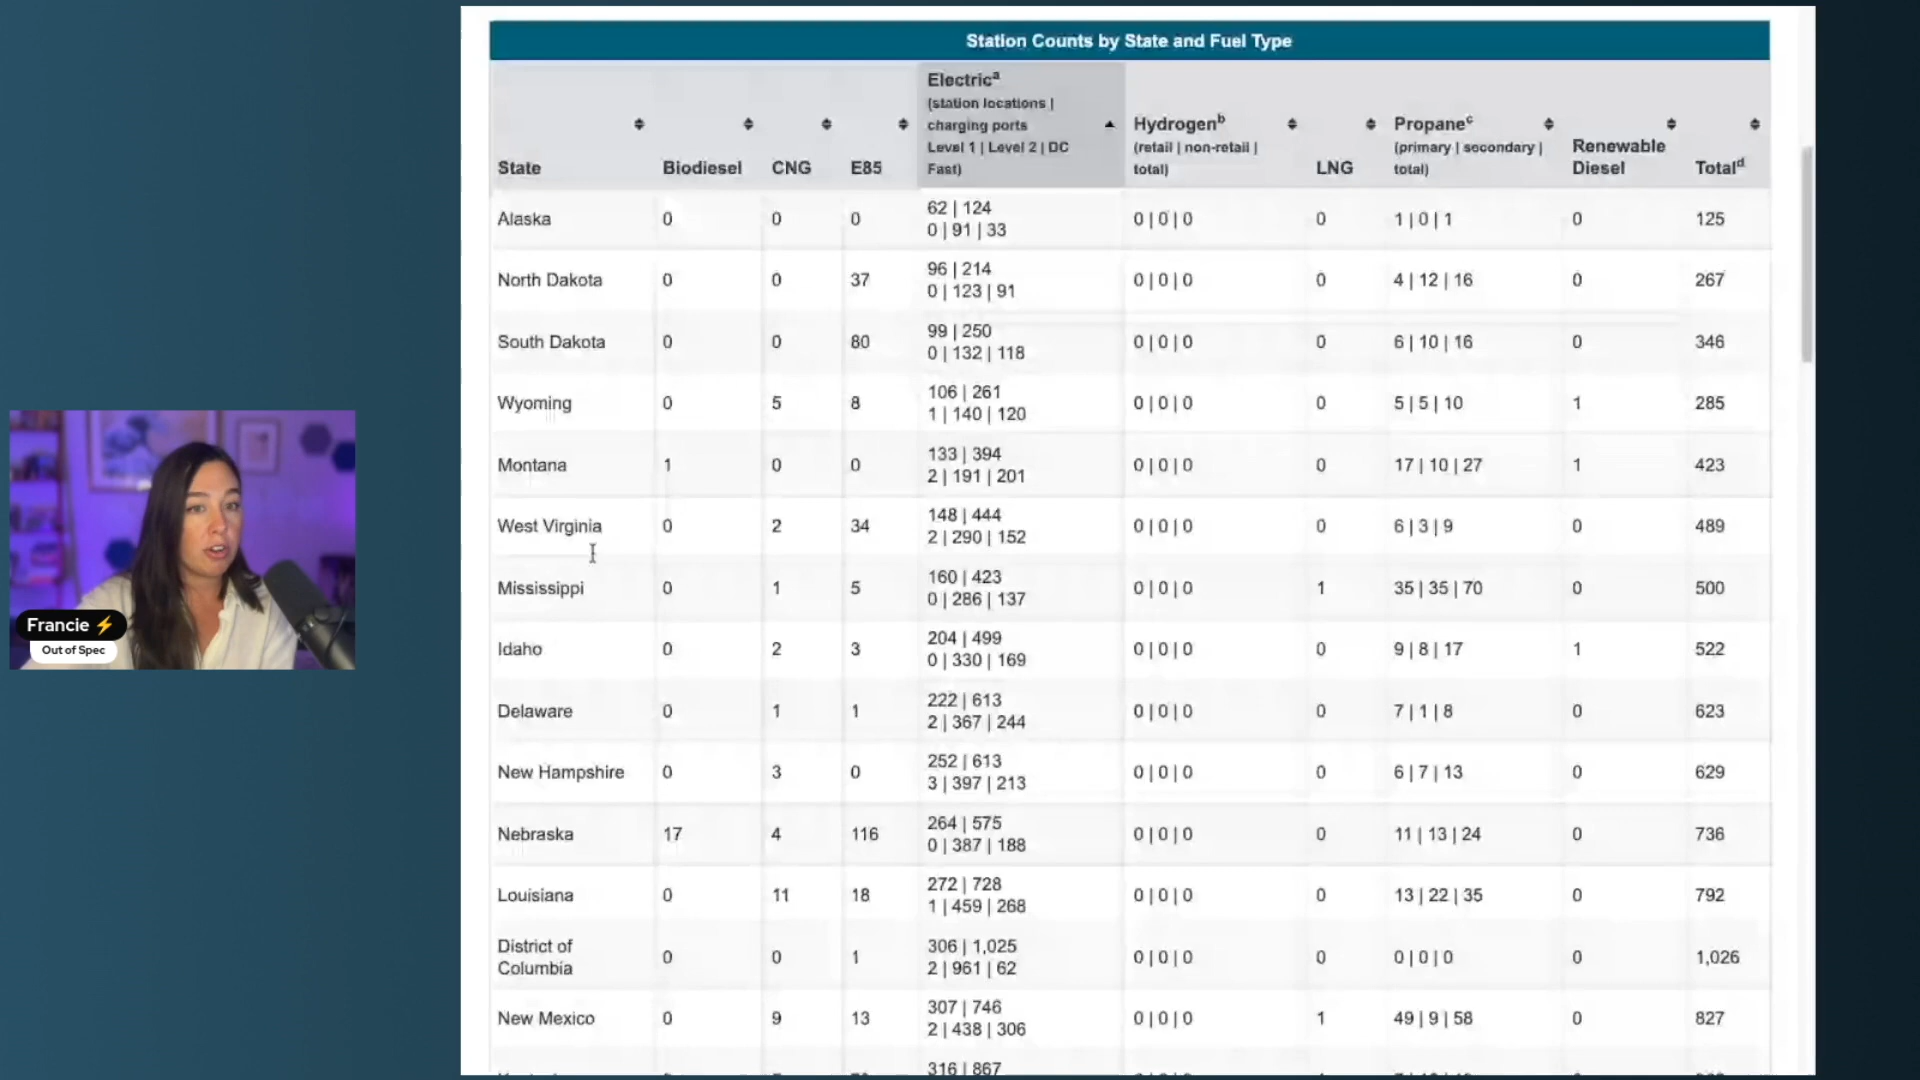 Station Counts by State and Fuel Type
State
Biodiesel
CNG
E85
Electricᵃ
(station locations |
charging ports
Level 1 | Level 2 | DC
Fast)
Hydrogenᵇ
(retail | non-retail |
total)
LNG
Propaneᶜ
(primary | secondary |
total)
Renewable
Diesel
Totalᵈ
Alaska 0 0 0 62 | 124 0 | 0 | 0 0 1 | 0 | 1 0 125
0 | 91 | 33
North Dakota 0 0 37 96 | 214 0 | 0 | 0 0 4 | 12 | 16 0 267
0 | 123 | 91
South Dakota 0 0 80 99 | 250 0 | 0 | 0 0 6 | 10 | 16 0 346
0 | 132 | 118
Wyoming 0 5 8 106 | 261 0 | 0 | 0 0 5 | 5 | 10 1 285
1 | 140 | 120
Montana 1 0 0 133 | 394 0 | 0 | 0 0 17 | 10 | 27 1 423
2 | 191 | 201
West Virginia 0 2 34 148 | 444 0 | 0 | 0 0 6 | 3 | 9 0 489
2 | 290 | 152
Mississippi 0 1 5 160 | 423 0 | 0 | 0 1 35 | 35 | 70 0 500
0 | 286 | 137
Idaho 0 2 3 204 | 499 0 | 0 | 0 0 9 | 8 | 17 1 522
0 | 330 | 169
Delaware 0 1 1 222 | 613 0 | 0 | 0 0 7 | 1 | 8 0 623
2 | 367 | 244
New Hampshire 0 3 0 252 | 613 0 | 0 | 0 0 6 | 7 | 13 0 629
3 | 397 | 213
Nebraska 17 4 116 264 | 575 0 | 0 | 0 0 11 | 13 | 24 0 736
0 | 387 | 188
Louisiana 0 11 18 272 | 728 0 | 0 | 0 0 13 | 22 | 35 0 792
1 | 459 | 268
District of
Columbia 0 0 1 306 | 1,025 0 | 0 | 0 0 0 | 0 | 0 0 1,026
2 | 961 | 62
New Mexico 0 9 13 307 | 746 0 | 0 | 0 1 49 | 9 | 58 0 827
2 | 438 | 306
316 | 867
Francie ⚡
Out of Spec